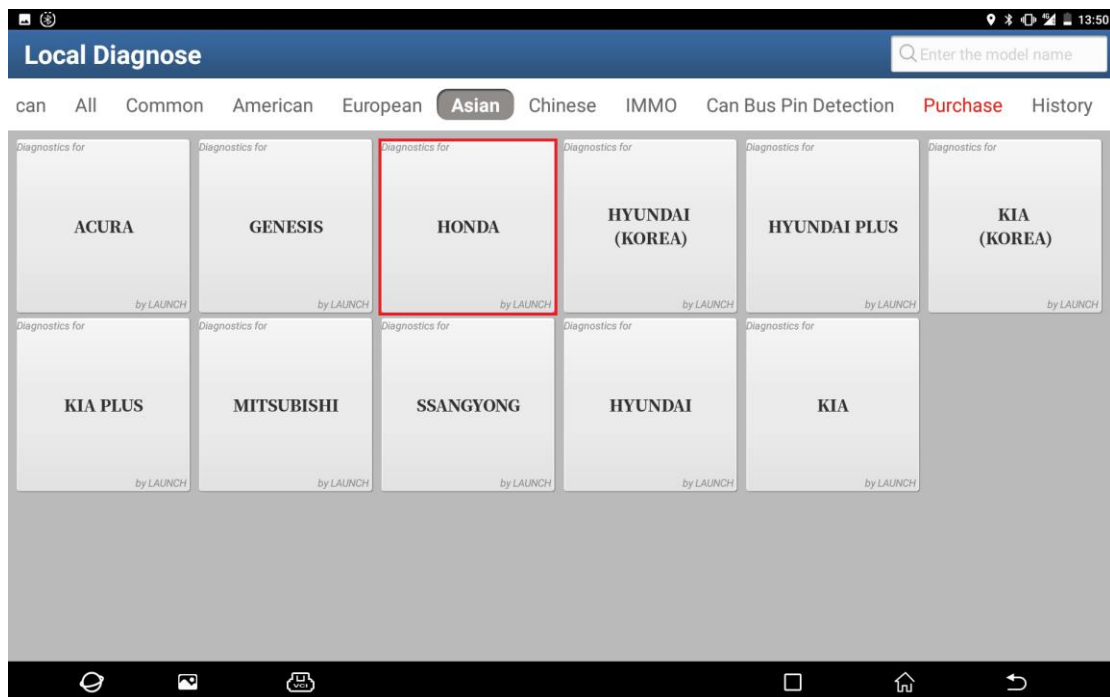 4G 13:50
Local Diagnose
Enter the model name
can All Common American European Asian Chinese IMMO Can Bus Pin Detection Purchase History
Diagnostics for Diagnostics for Diagnostics for Diagnostics for Diagnostics for Diagnostics for
ACURA GENESIS HONDA HYUNDAI (KOREA) HYUNDAI PLUS KIA (KOREA)
by LAUNCH by LAUNCH by LAUNCH by LAUNCH by LAUNCH by LAUNCH
Diagnostics for Diagnostics for Diagnostics for Diagnostics for Diagnostics for
KIA PLUS MITSUBISHI SSANGYONG HYUNDAI KIA
by LAUNCH by LAUNCH by LAUNCH by LAUNCH by LAUNCH
VCI